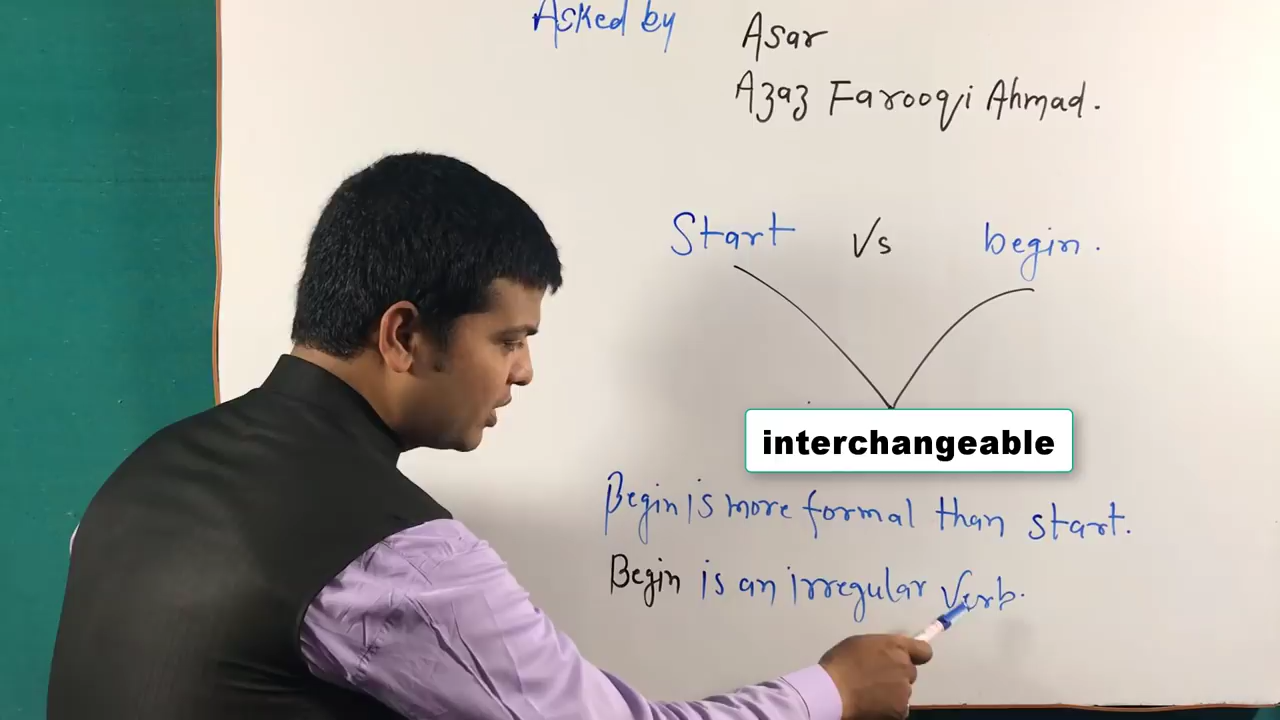 Asked by Asar
Azaz Farooqi Ahmad.
Start Vs begin.
interchangeable
Begin is more formal than start.
Begin is an irregular Verb.